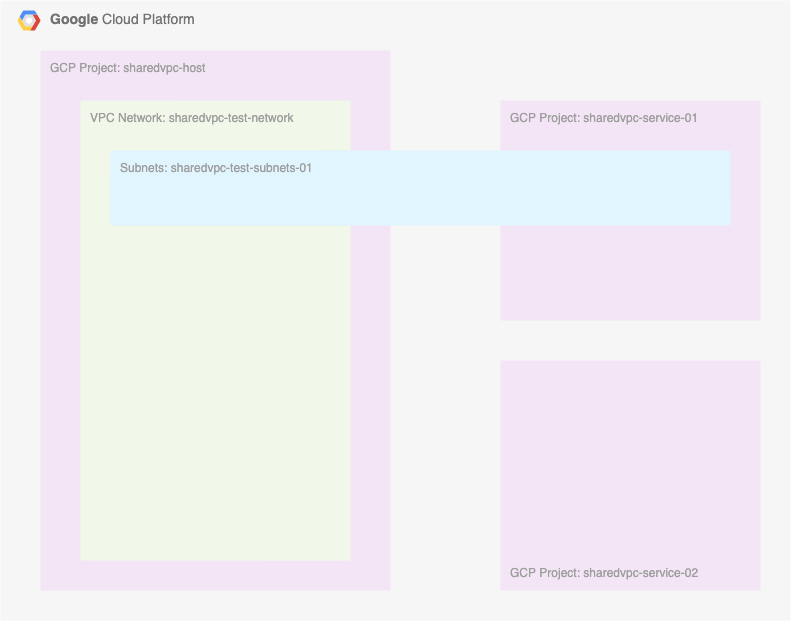 Google Cloud Platform
GCP Project: sharedvpc-host
VPC Network: sharedvpc-test-network
GCP Project: sharedvpc-service-01
Subnets: sharedvpc-test-subnets-01
GCP Project: sharedvpc-service-02